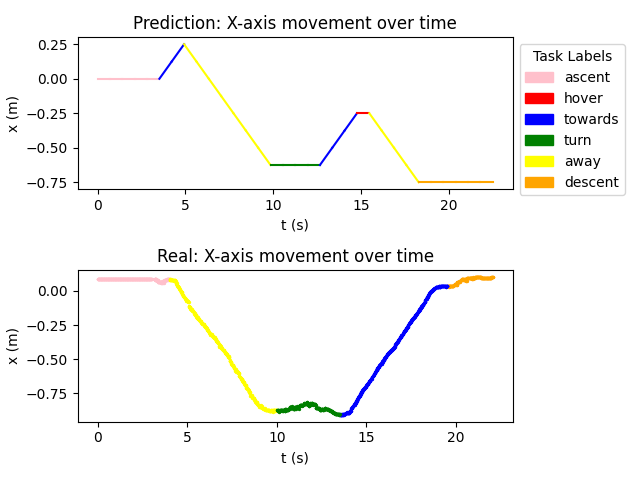 Prediction: X-axis movement over time
0.25
0.00
−0.25
−0.50
−0.75
x (m)
0 5 10 15 20
t (s)
Task Labels
ascent
hover
towards
turn
away
descent
Real: X-axis movement over time
0.00
−0.25
−0.50
−0.75
x (m)
0 5 10 15 20
t (s)